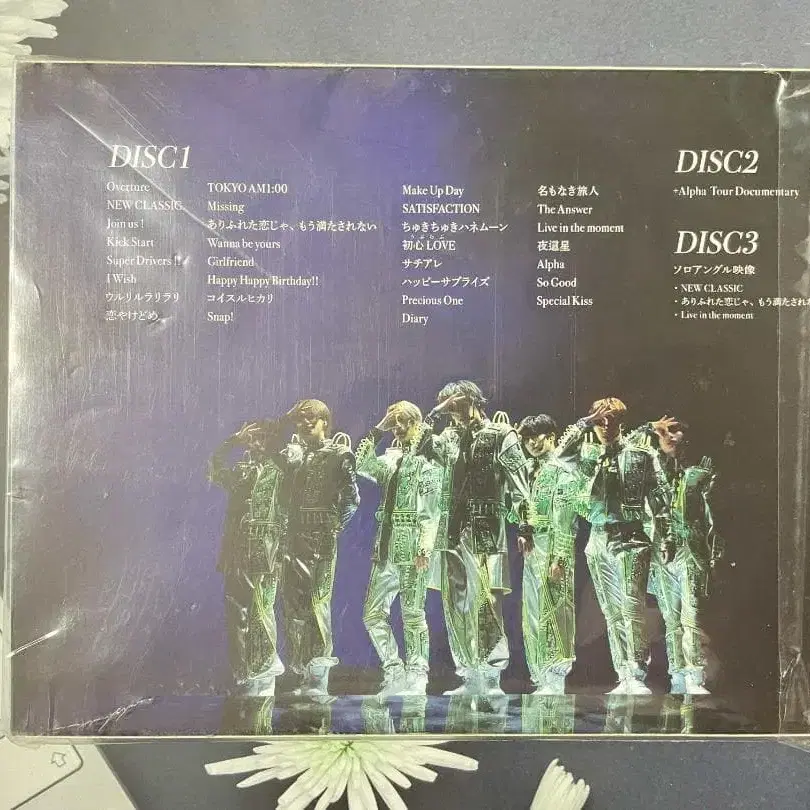 DISC1
Overture
NEW CLASSIC
Join us !
Kick Start
Super Drivers !!
I Wish
ウルリルラリラリ
恋やけどめ
TOKYO AM1:00
Missing
ありふれた恋じゃ、もう満たされない
Wanna be yours
Girlfriend
Happy Happy Birthday!!
コイスルヒカリ
Snap!
Make Up Day
SATISFACTION
ちゅきちゅきハネムーン
うぶらぶ
初心 LOVE
サチアレ
ハッピーサプライズ
Precious One
Diary
名もなき旅人
The Answer
Live in the moment
夜這星
Alpha
So Good
Special Kiss
DISC2
+Alpha Tour Documentary
DISC3
ソロアングル映像
・NEW CLASSIC
・ありふれた恋じゃ、もう満たされな
・Live in the moment